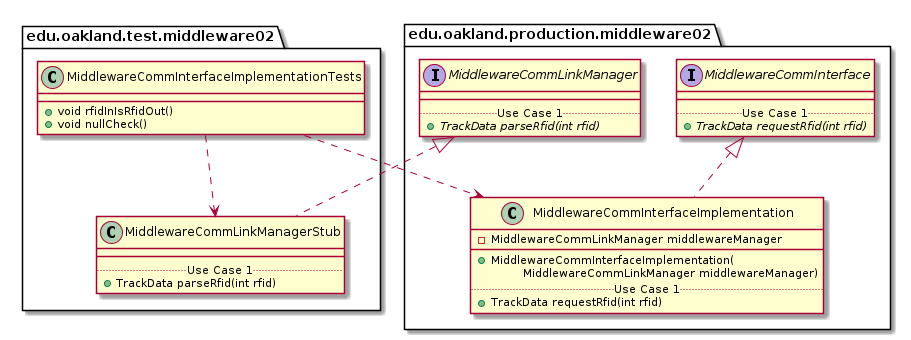 edu.oakland.test.middleware02
C MiddlewareCommInterfaceImplementationTests
void rfidInIsRfidOut()
void nullCheck()
C MiddlewareCommLinkManagerStub
Use Case 1
TrackData parseRfid(int rfid)
edu.oakland.production.middleware02
I MiddlewareCommLinkManager
Use Case 1
TrackData parseRfid(int rfid)
I MiddlewareCommInterface
Use Case 1
TrackData requestRfid(int rfid)
C MiddlewareCommInterfaceImplementation
MiddlewareCommLinkManager middlewareManager
MiddlewareCommInterfaceImplementation(
MiddlewareCommLinkManager middlewareManager)
Use Case 1
TrackData requestRfid(int rfid)